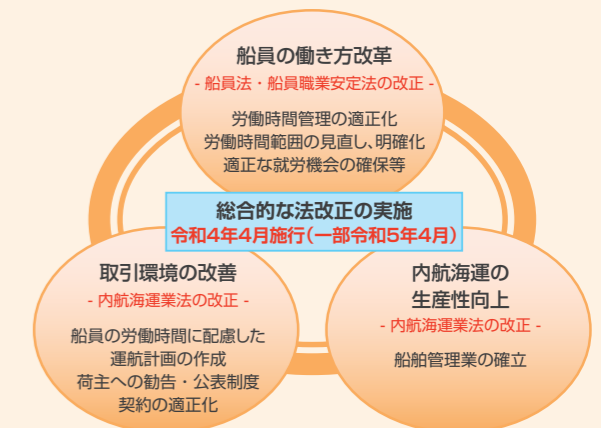 船員の働き方改革
- 船員法・船員職業安定法の改正 -
労働時間管理の適正化
労働時間範囲の見直し、明確化
適正な就労機会の確保等
総合的な法改正の実施
令和4年4月施行(一部令和5年4月)
取引環境の改善
- 内航海運業法の改正 -
船員の労働時間に配慮した
運航計画の作成
荷主への勧告・公表制度
契約の適正化
内航海運の
生産性向上
- 内航海運業法の改正 -
船舶管理業の確立